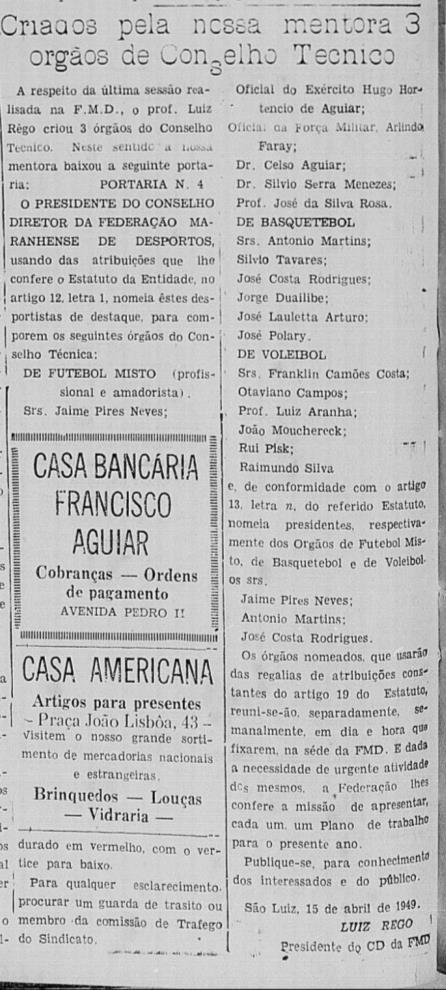 Criados pela nossa mentora 3
orgãos de Conselho Tecnico
A respeito da última sessão rea-
lisada na F.M.D., o prof. Luiz
Rêgo criou 3 órgãos do Conselho
Tecnico. Neste sentido a nossa
mentora baixou a seguinte porta-
ria: PORTARIA N. 4
O PRESIDENTE DO CONSELHO
DIRETOR DA FEDERAÇÃO MA-
RANHENSE DE DESPORTOS,
usando das atribuições que lhe
confere o Estatuto da Entidade, no
artigo 12, letra 1, nomeia êstes des-
portistas de destaque, para com-
porem os seguintes órgãos do Con-
selho Técnica:
DE FUTEBOL MISTO (profis-
sional e amadorista).
Srs. Jaime Pires Neves;
Oficial do Exército Hugo Hor-
tencio de Aguiar;
Oficial da Força Militar, Arlindo
Faray;
Dr. Celso Aguiar;
Dr. Silvio Serra Menezes;
Prof. José da Silva Rosa.
DE BASQUETEBOL
Srs. Antonio Martins;
Silvio Tavares;
José Costa Rodrigues;
Jorge Duailibe;
José Lauletta Arturo;
José Polary.
DE VOLEIBOL
Srs. Franklin Camões Costa;
Otaviano Campos;
Prof. Luiz Aranha;
João Mouchereck;
Rui Pisk;
Raimundo Silva
e, de conformidade com o artigo
13, letra n, do referido Estatuto,
nomeia presidentes, respectiva-
mente dos Orgãos de Futebol Mis-
to, de Basquetebol e de Voleibol
os srs.
Jaime Pires Neves;
Antonio Martins;
José Costa Rodrigues.
Os órgãos nomeados, que usarão
das regalias de atribuições cons-
tantes do artigo 19 do Estatuto,
reuni-se-ão, separadamente, se-
manalmente, em dia e hora que
fixarem, na séde da FMD. E dada
a necessidade de urgente atividade
dos mesmos, a Federação lhes
confere a missão de apresentar,
cada um, um Plano de trabalho
para o presente ano.
Publique-se, para conhecimento
dos interessados e do público.
São Luiz, 15 de abril de 1949.
LUIZ REGO
Presidente do CD da FMD
CASA BANCÁRIA
FRANCISCO
AGUIAR
Cobranças — Ordens
de pagamento
AVENIDA PEDRO II
CASA AMERICANA
Artigos para presentes
— Praça João Lisbôa, 43 —
Visitem o nosso grande sorti-
mento de mercadorias nacionais
e estrangeiras.
Brinquedos — Louças
— Vidraria —
durado em vermelho, com o ver-
tice para baixo.
Para qualquer esclarecimento,
procurar um guarda de trasito ou
membro da comissão de Trafego
do Sindicato.